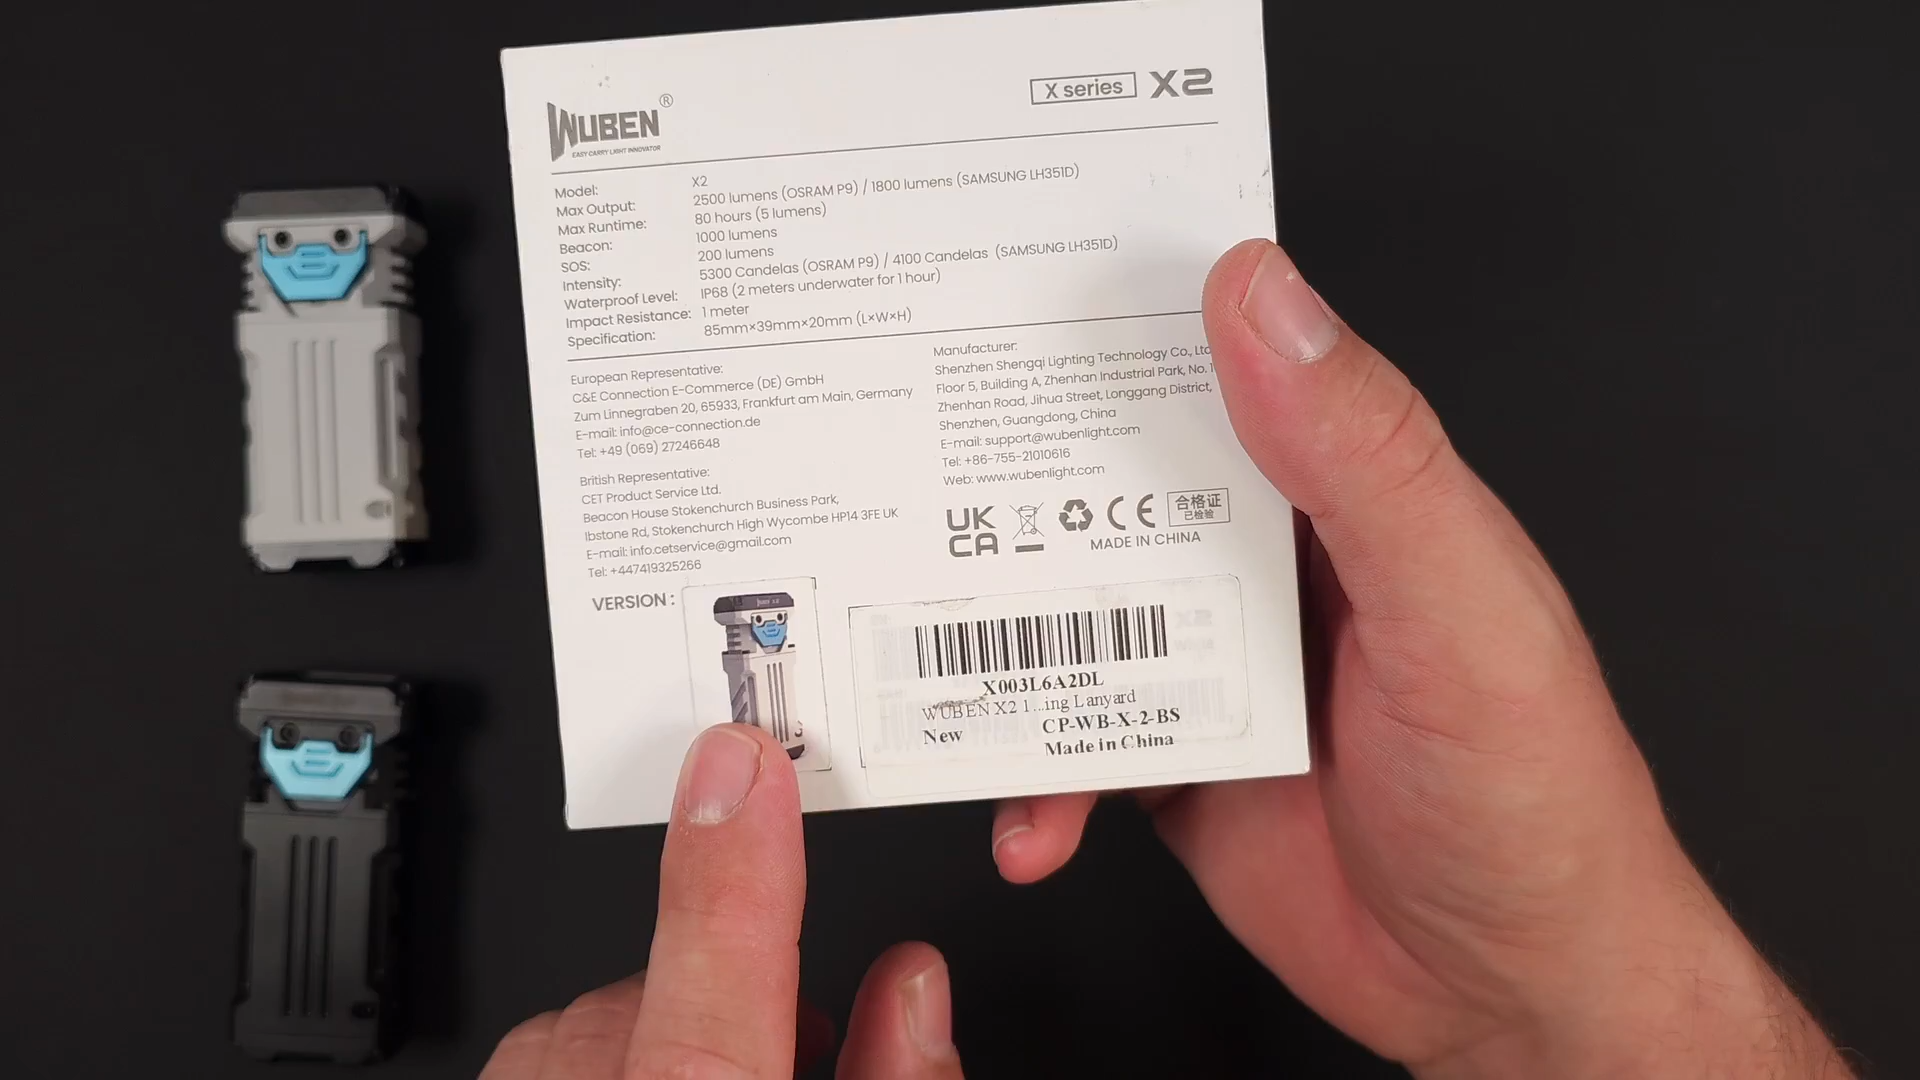 WUBEN®
EASY CARRY LIGHT INNOVATOR
X series X2
Model: X2
Max Output: 2500 lumens (OSRAM P9) / 1800 lumens (SAMSUNG LH351D)
Max Runtime: 80 hours (5 lumens)
Beacon: 1000 lumens
SOS: 200 lumens
Intensity: 5300 Candelas (OSRAM P9) / 4100 Candelas (SAMSUNG LH351D)
Waterproof Level: IP68 (2 meters underwater for 1 hour)
Impact Resistance: 1 meter
Specification: 85mm×39mm×20mm (L×W×H)
European Representative:
C&E Connection E-Commerce (DE) GmbH
Zum Linnegraben 20, 65933, Frankfurt am Main, Germany
E-mail: info@ce-connection.de
Tel: +49 (069) 27246648
British Representative:
CET Product Service Ltd.
Beacon House Stokenchurch Business Park,
Ibstone Rd, Stokenchurch High Wycombe HP14 3FE UK
E-mail: info.cetservice@gmail.com
Tel: +447419325266
Manufacturer:
Shenzhen Shengqi Lighting Technology Co., Ltd
Floor 5, Building A, Zhenhan Industrial Park, No. 1
Zhenhan Road, Jihua Street, Longgang District,
Shenzhen, Guangdong, China
E-mail: support@wubenlight.com
Tel: +86-755-21010616
Web: www.wubenlight.com
UK
CA
CE
合格证
已检验
MADE IN CHINA
VERSION:
X003L6A2DL
WUBEN X2 1...ing Lanyard
New CP-WB-X-2-BS
Made in China